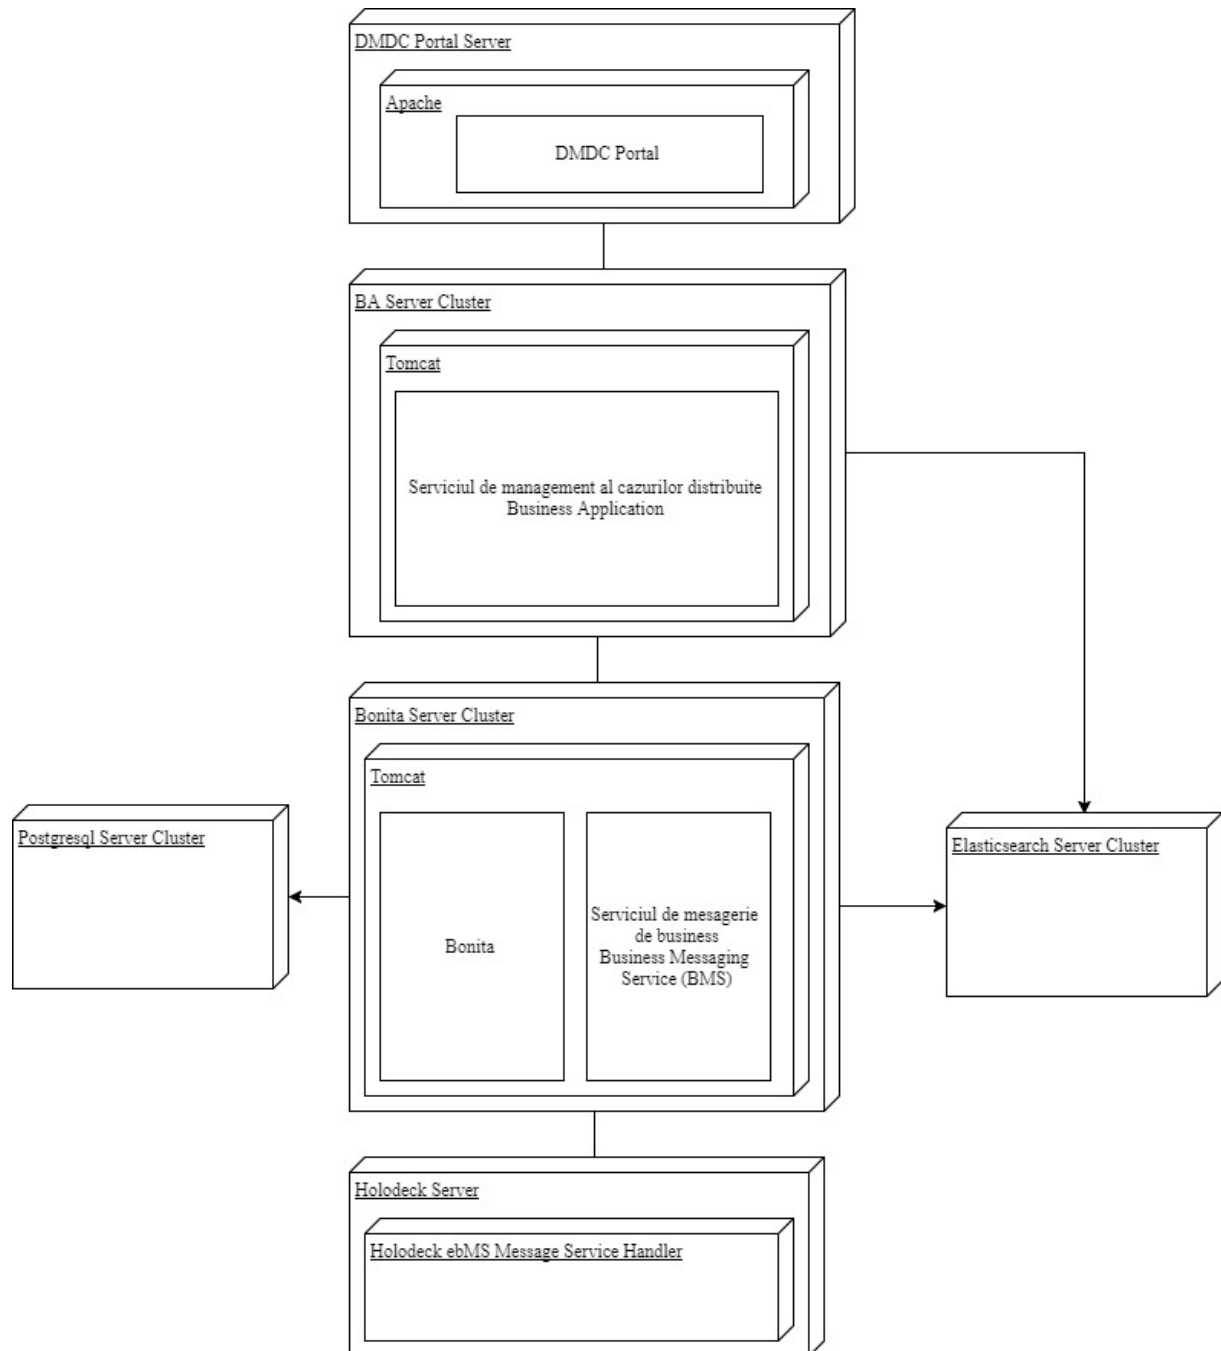 DMDC Portal Server
Apache
DMDC Portal
BA Server Cluster
Tomcat
Serviciul de management al cazurilor distribuite
Business Application
Bonita Server Cluster
Tomcat
Postgresql Server Cluster
Elasticsearch Server Cluster
Bonita
Serviciul de mesagerie
de business
Business Messaging
Service (BMS)
Holodeck Server
Holodeck ebMS Message Service Handler